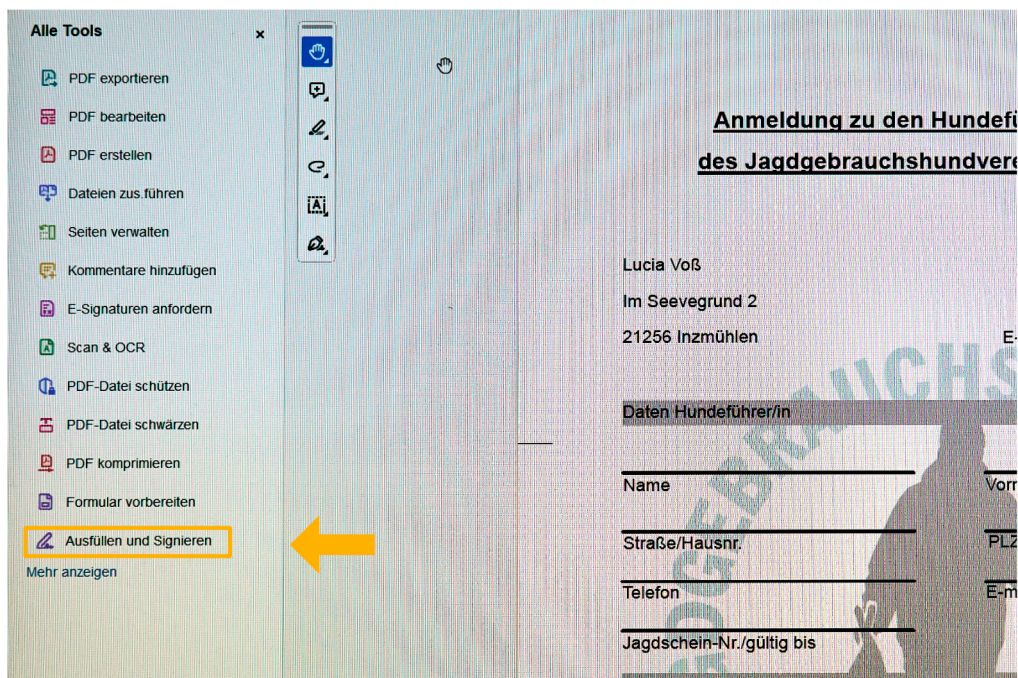 Alle Tools
x
PDF exportieren
PDF bearbeiten
PDF erstellen
Dateien zus.führen
Seiten verwalten
Kommentare hinzufügen
E-Signaturen anfordern
Scan & OCR
PDF-Datei schützen
PDF-Datei schwärzen
PDF komprimieren
Formular vorbereiten
Ausfüllen und Signieren
Mehr anzeigen
Anmeldung zu den Hundefü
des Jagdgebrauchshundvere
Lucia Voß
Im Seevegrund 2
21256 Inzmühlen E-
Daten Hundeführer/in
Name Vorn
Straße/Hausnr. PLZ
Telefon E-m
Jagdschein-Nr./gültig bis
OGEBRAUCHS